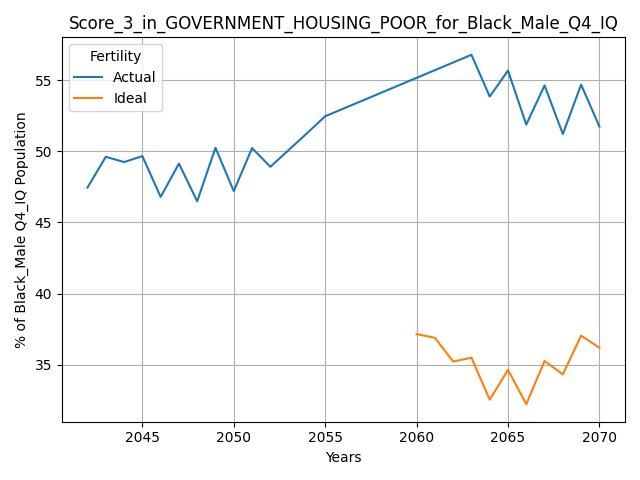 Score_3_in_GOVERNMENT_HOUSING_POOR_for_Black_Male_Q4_IQ
Fertility
Actual
Ideal
% of Black_Male Q4_IQ Population
55
50
45
40
35
2045 2050 2055 2060 2065 2070
Years